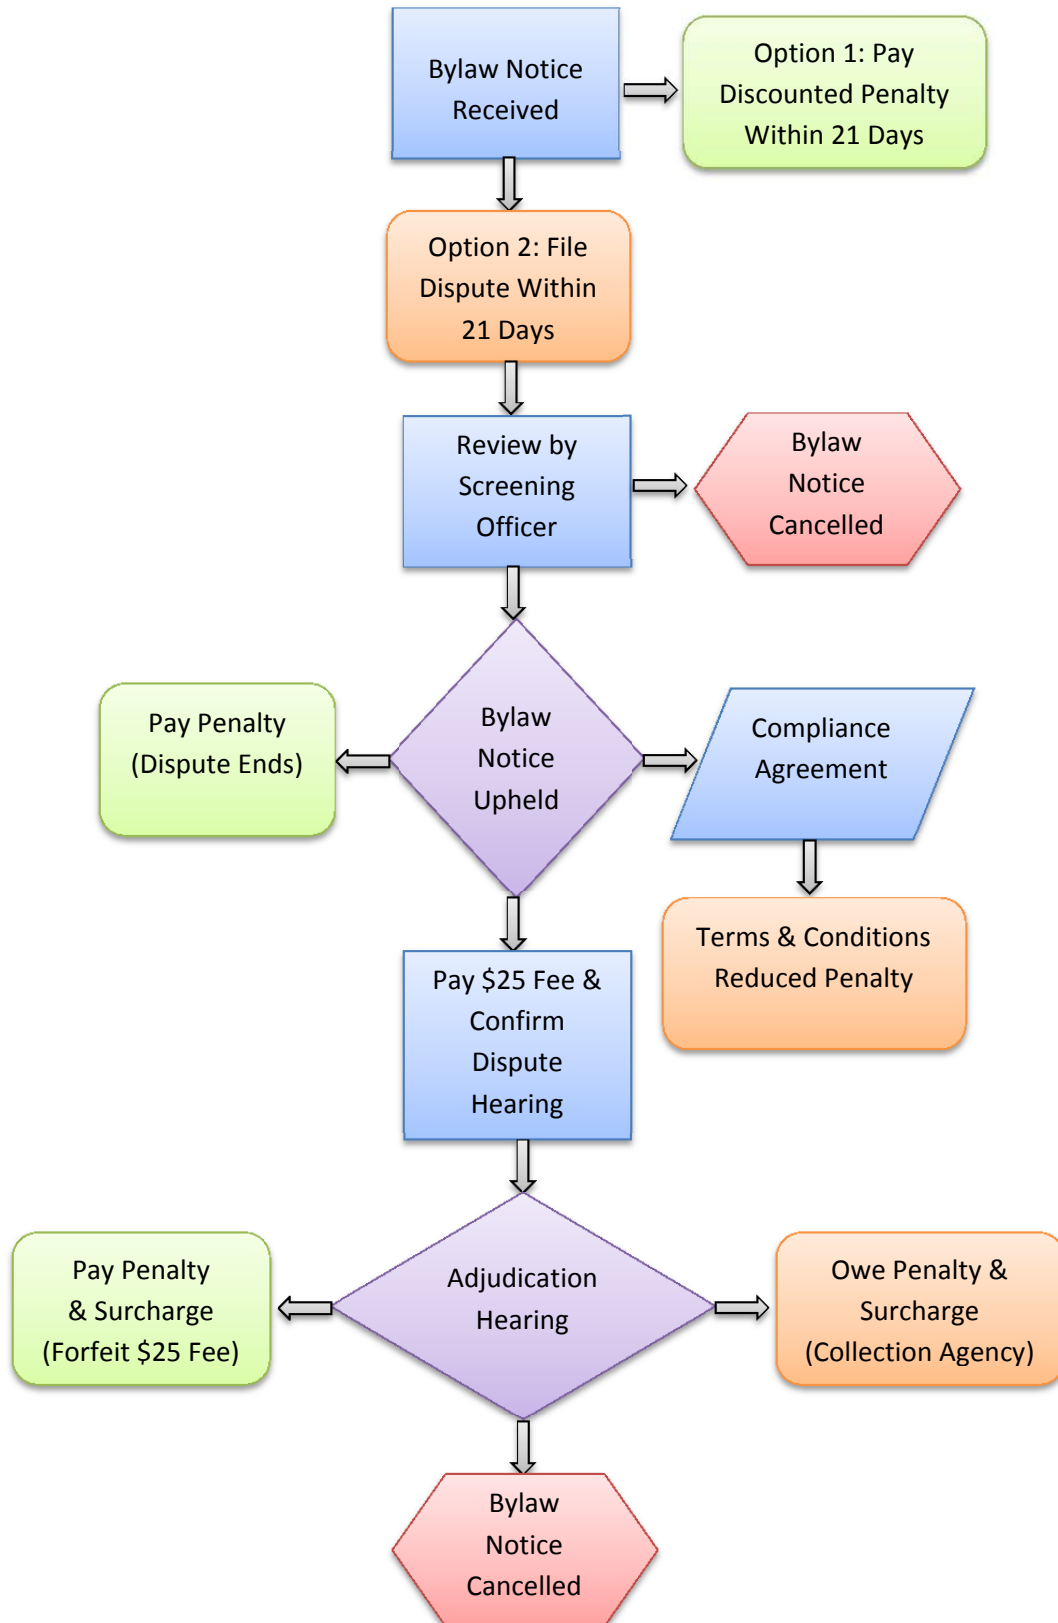 Bylaw Notice
Received
Option 1: Pay
Discounted Penalty
Within 21 Days
Option 2: File
Dispute Within
21 Days
Review by
Screening
Officer
Bylaw
Notice
Cancelled
Pay Penalty
(Dispute Ends)
Bylaw
Notice
Upheld
Compliance
Agreement
Terms & Conditions
Reduced Penalty
Pay $25 Fee &
Confirm
Dispute
Hearing
Pay Penalty
& Surcharge
(Forfeit $25 Fee)
Adjudication
Hearing
Owe Penalty &
Surcharge
(Collection Agency)
Bylaw
Notice
Cancelled